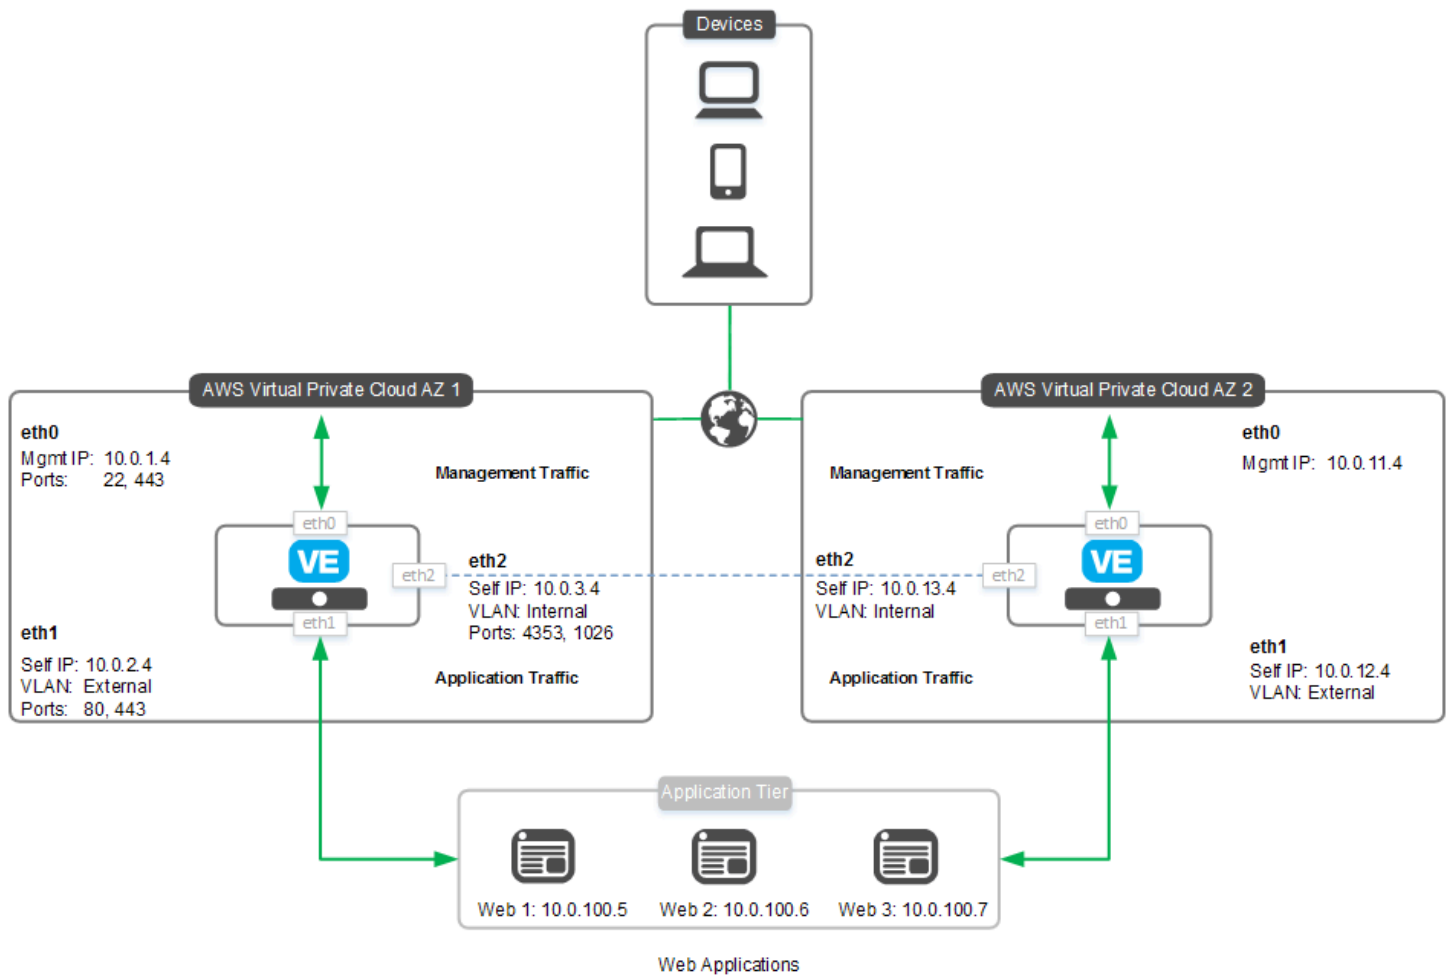 Devices
AWS Virtual Private Cloud AZ 1
eth0
Mgmt IP: 10.0.1.4
Ports: 22, 443
Management Traffic
eth0
VE
eth2
eth1
eth2
Self IP: 10.0.3.4
VLAN: Internal
Ports: 4353, 1026
eth1
Self IP: 10.0.2.4
VLAN: External
Ports: 80, 443
Application Traffic
AWS Virtual Private Cloud AZ 2
eth0
Mgmt IP: 10.0.11.4
Management Traffic
eth2
Self IP: 10.0.13.4
VLAN: Internal
eth0
VE
eth2
eth1
eth1
Self IP: 10.0.12.4
VLAN: External
Application Traffic
Application Tier
Web 1: 10.0.100.5
Web 2: 10.0.100.6
Web 3: 10.0.100.7
Web Applications